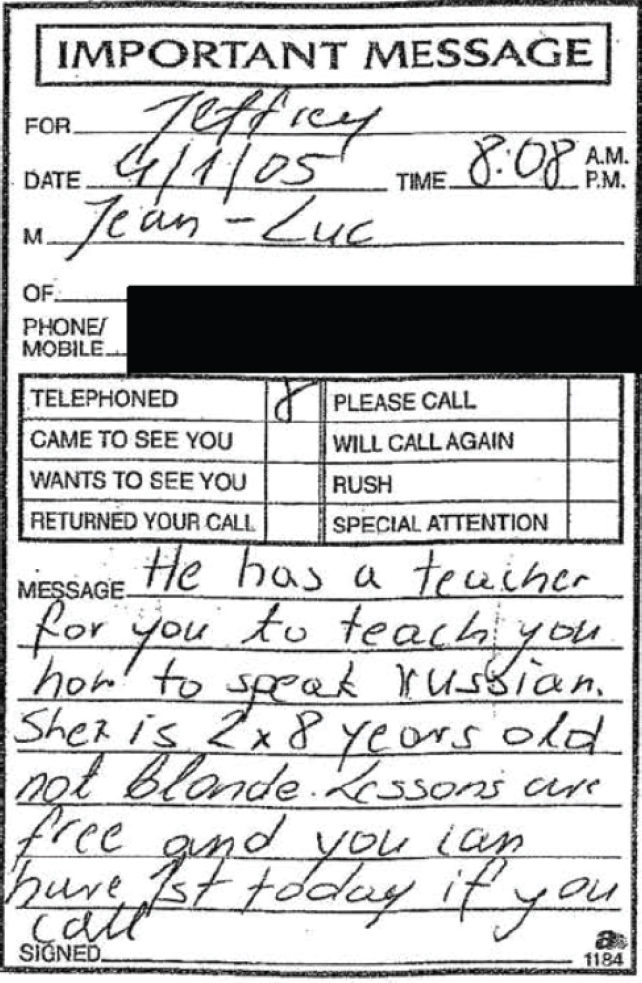 IMPORTANT MESSAGE
FOR Jeffrey
DATE 4/1/05 TIME 8:08 A.M. P.M.
M Jean-Luc
OF
PHONE/
MOBILE
TELEPHONED PLEASE CALL
CAME TO SEE YOU WILL CALL AGAIN
WANTS TO SEE YOU RUSH
RETURNED YOUR CALL SPECIAL ATTENTION
MESSAGE He has a teacher
for you to teach you
how to speak russian.
is 2x8 years old
not blonde. Lessons are
free and you can
have 1st today if you
call
SIGNED
1184